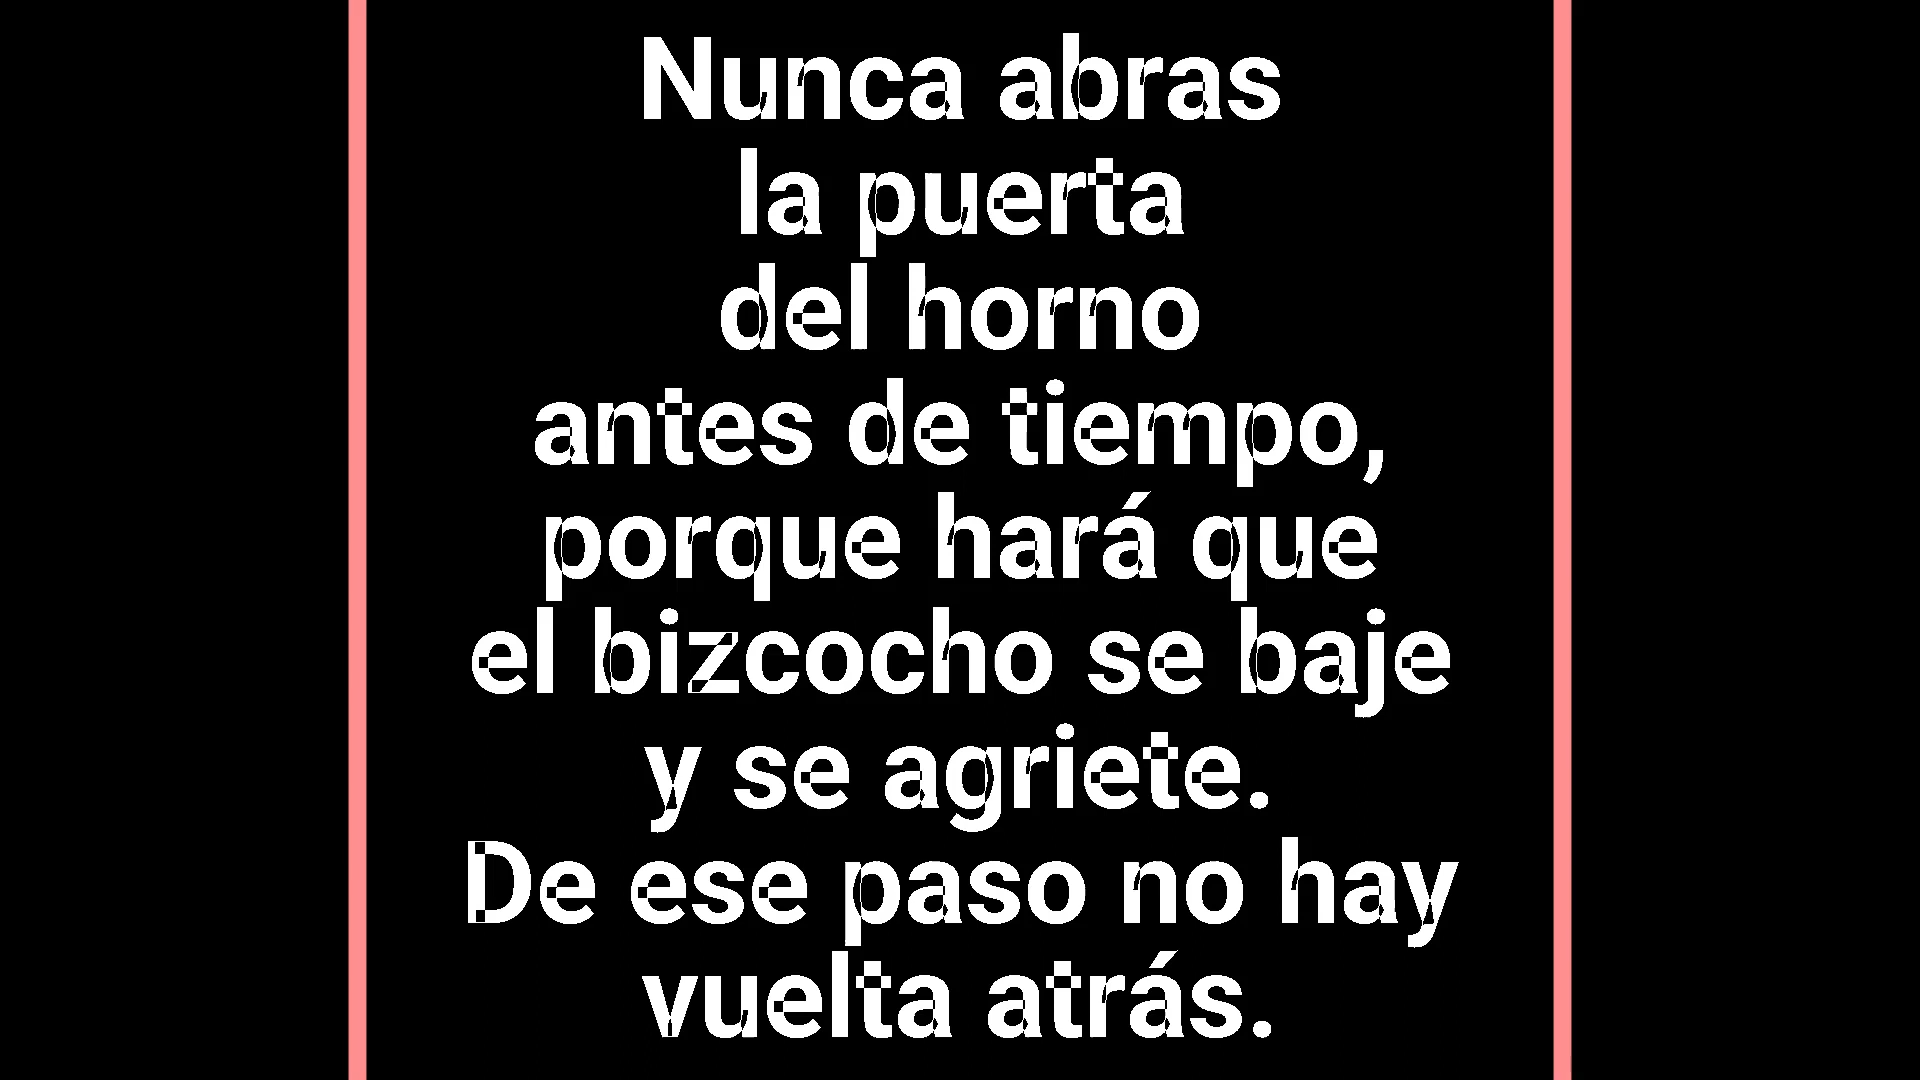 Nunca abras
la puerta
del horno
antes de tiempo,
porque hará que
el bizcocho se baje
y se agriete.
De ese paso no hay
vuelta atrás.